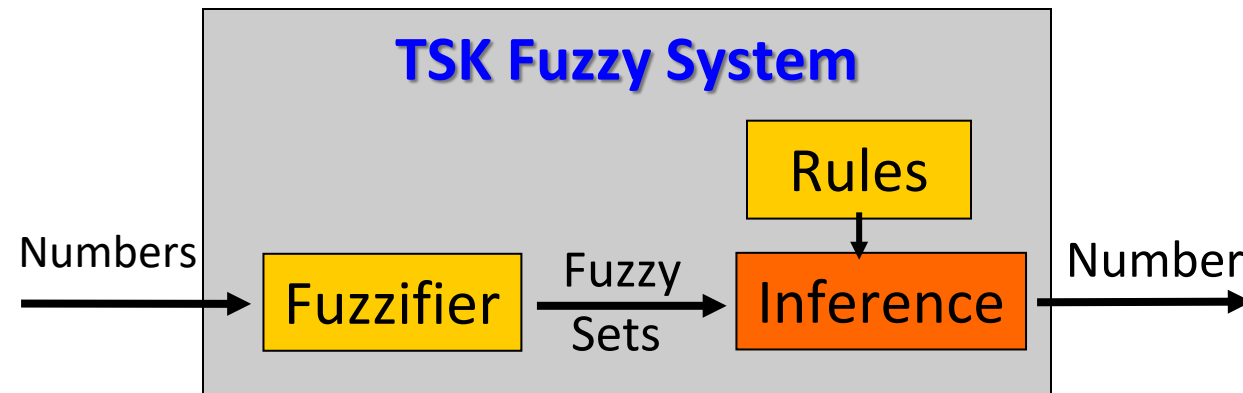 TSK Fuzzy System
Rules
Numbers
Fuzzifier
Fuzzy
Sets
Inference
Number